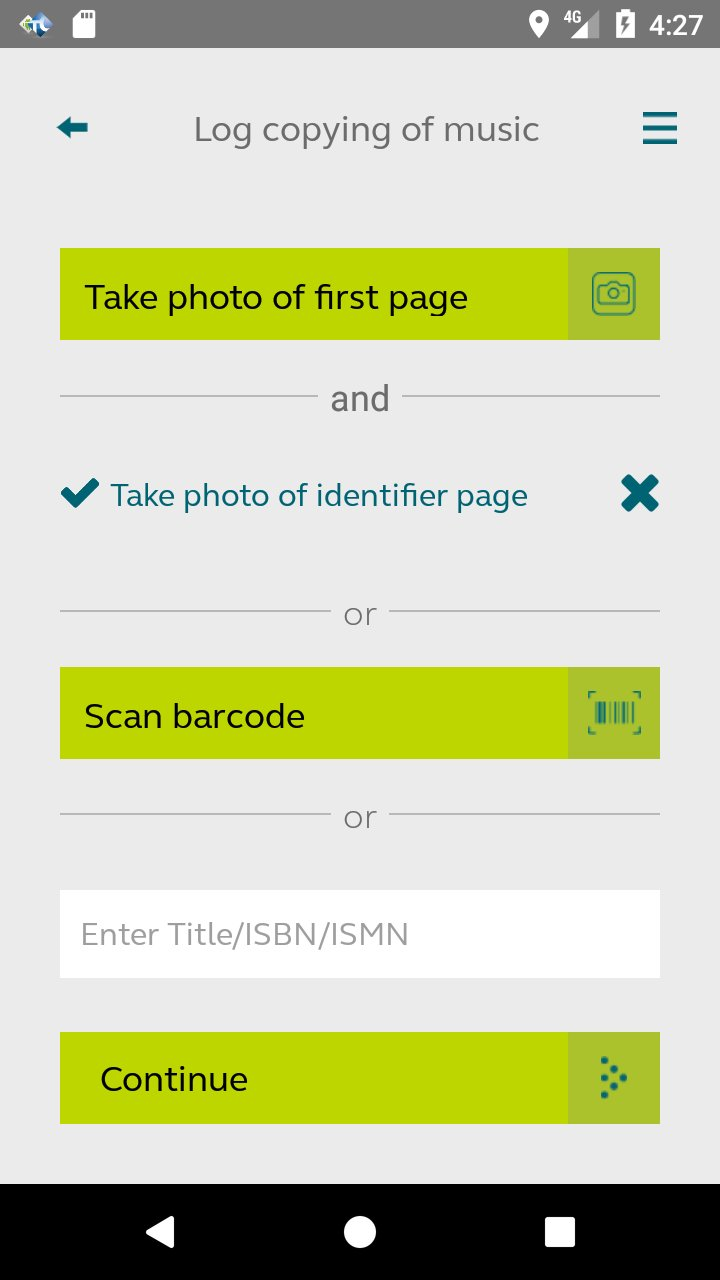 4G 4:27
Log copying of music
Take photo of first page
and
Take photo of identifier page
or
Scan barcode
or
Enter Title/ISBN/ISMN
Continue